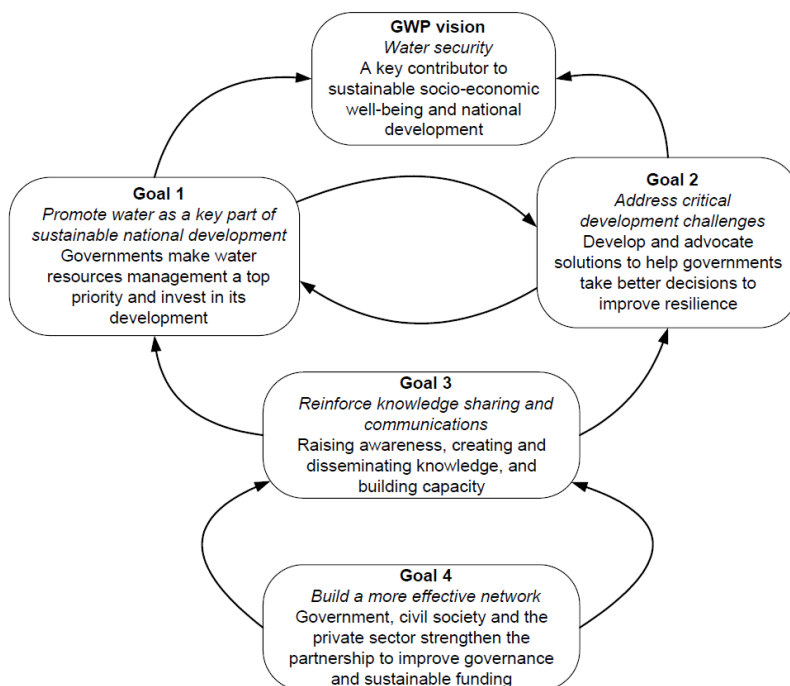 GWP vision
Water security
A key contributor to
sustainable socio-economic
well-being and national
development
Goal 1
Promote water as a key part of
sustainable national development
Governments make water
resources management a top
priority and invest in its
development
Goal 2
Address critical
development challenges
Develop and advocate
solutions to help governments
take better decisions to
improve resilience
Goal 3
Reinforce knowledge sharing and
communications
Raising awareness, creating and
disseminating knowledge, and
building capacity
Goal 4
Build a more effective network
Government, civil society and the
private sector strengthen the
partnership to improve governance
and sustainable funding